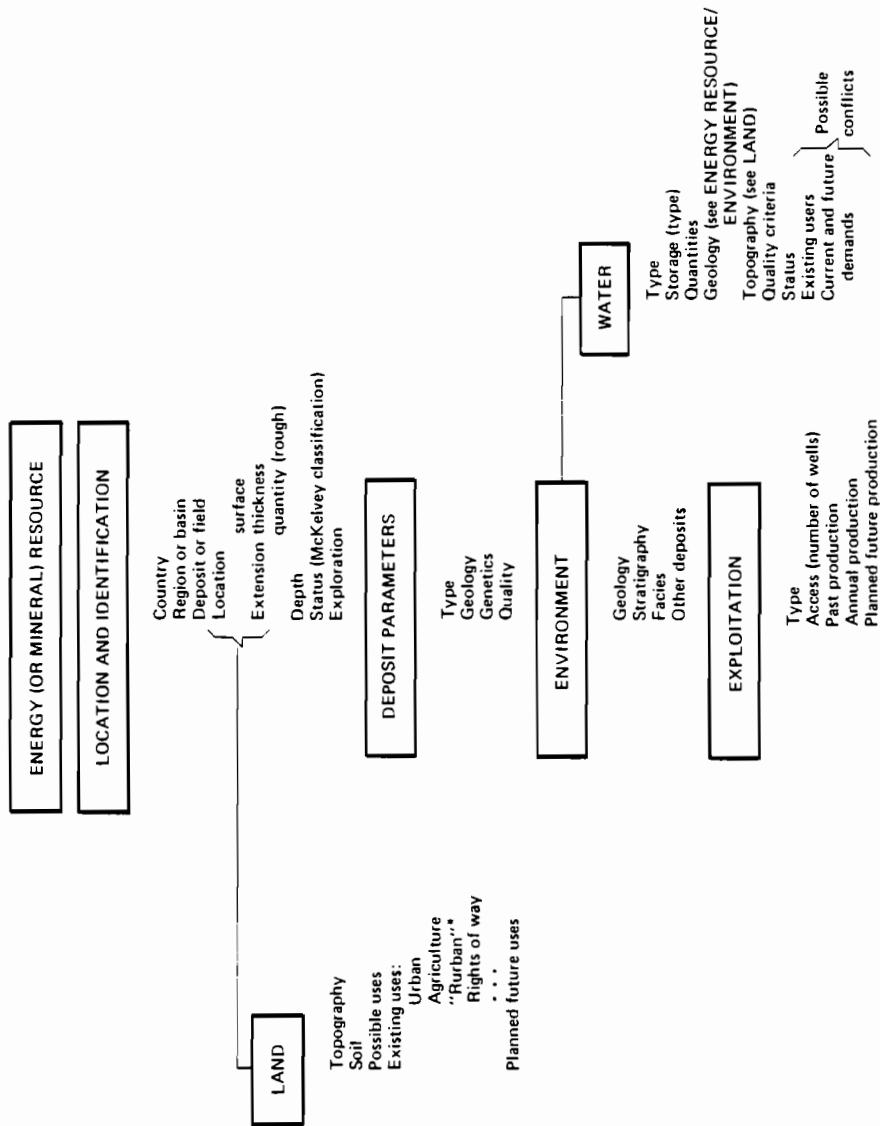 ENERGY (OR MINERAL) RESOURCE
LOCATION AND IDENTIFICATION
Country
Region or basin
Deposit or field
Location
surface
Extension thickness
quantity (rough)
Depth
Status (McKelvey classification)
Exploration
LAND
Topography
Soil
Possible uses
Existing uses:
Urban
Agriculture
"Rurban"*
Rights of way
. . .
Planned future uses
DEPOSIT PARAMETERS
Type
Geology
Genetics
Quality
ENVIRONMENT
Geology
Stratigraphy
Facies
Other deposits
WATER
Type
Storage (type)
Quantities
Geology (see ENERGY RESOURCE/
ENVIRONMENT)
Topography (see LAND)
Quality criteria
Status
Existing users
Current and future
demands
Possible
conflicts
EXPLOITATION
Type
Access (number of wells)
Past production
Annual production
Planned future production